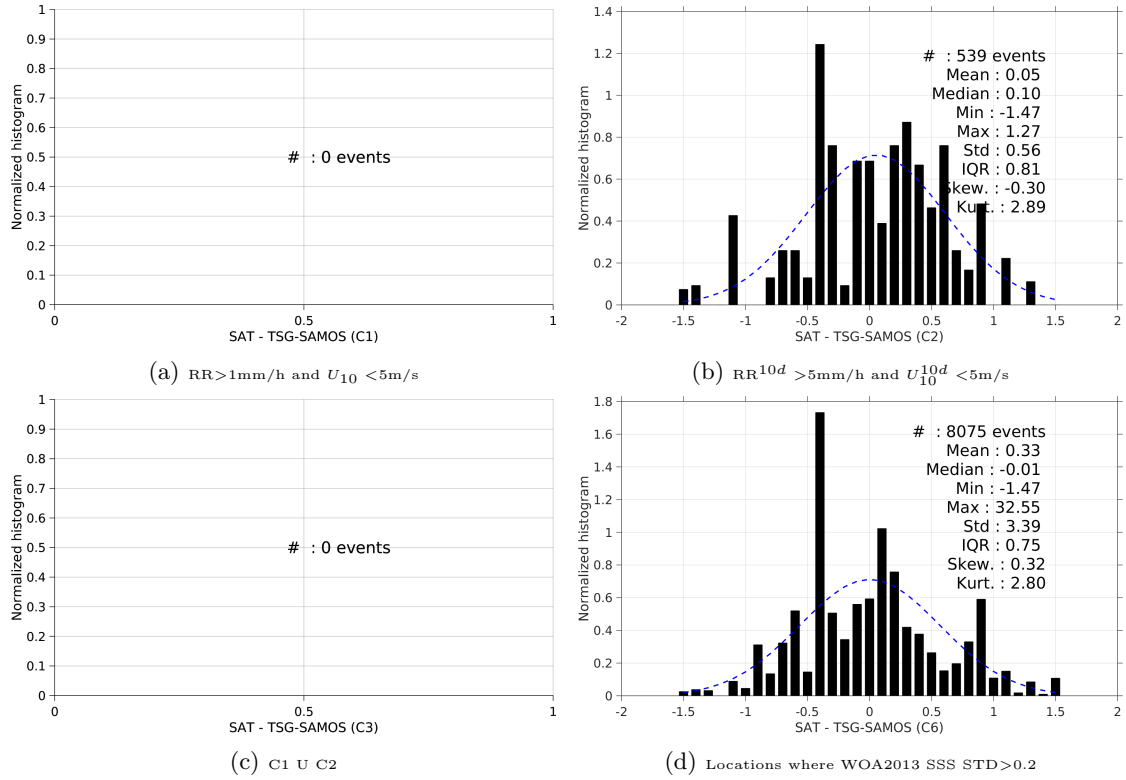 1
0.9
0.8
0.7
0.6
0.5
0.4
0.3
0.2
0.1
0
Normalized histogram
# : 0 events
0 0.5 1
SAT - TSG-SAMOS (C1)
(a) RR>1mm/h and U10 <5m/s
1.4
1.2
1
0.8
0.6
0.4
0.2
0
Normalized histogram
# : 539 events
Mean : 0.05
Median : 0.10
Min : -1.47
Max : 1.27
Std : 0.56
IQR : 0.81
Skew. : -0.30
Kurt. : 2.89
-2 -1.5 -1 -0.5 0 0.5 1 1.5 2
SAT - TSG-SAMOS (C2)
(b) RR10d >5mm/h and U10d10 <5m/s
1
0.9
0.8
0.7
0.6
0.5
0.4
0.3
0.2
0.1
0
Normalized histogram
# : 0 events
0 0.5 1
SAT - TSG-SAMOS (C3)
(c) C1 U C2
1.8
1.6
1.4
1.2
1
0.8
0.6
0.4
0.2
0
Normalized histogram
# : 8075 events
Mean : 0.33
Median : -0.01
Min : -1.47
Max : 32.55
Std : 3.39
IQR : 0.75
Skew. : 0.32
Kurt. : 2.80
-2 -1.5 -1 -0.5 0 0.5 1 1.5 2
SAT - TSG-SAMOS (C6)
(d) Locations where WOA2013 SSS STD>0.2